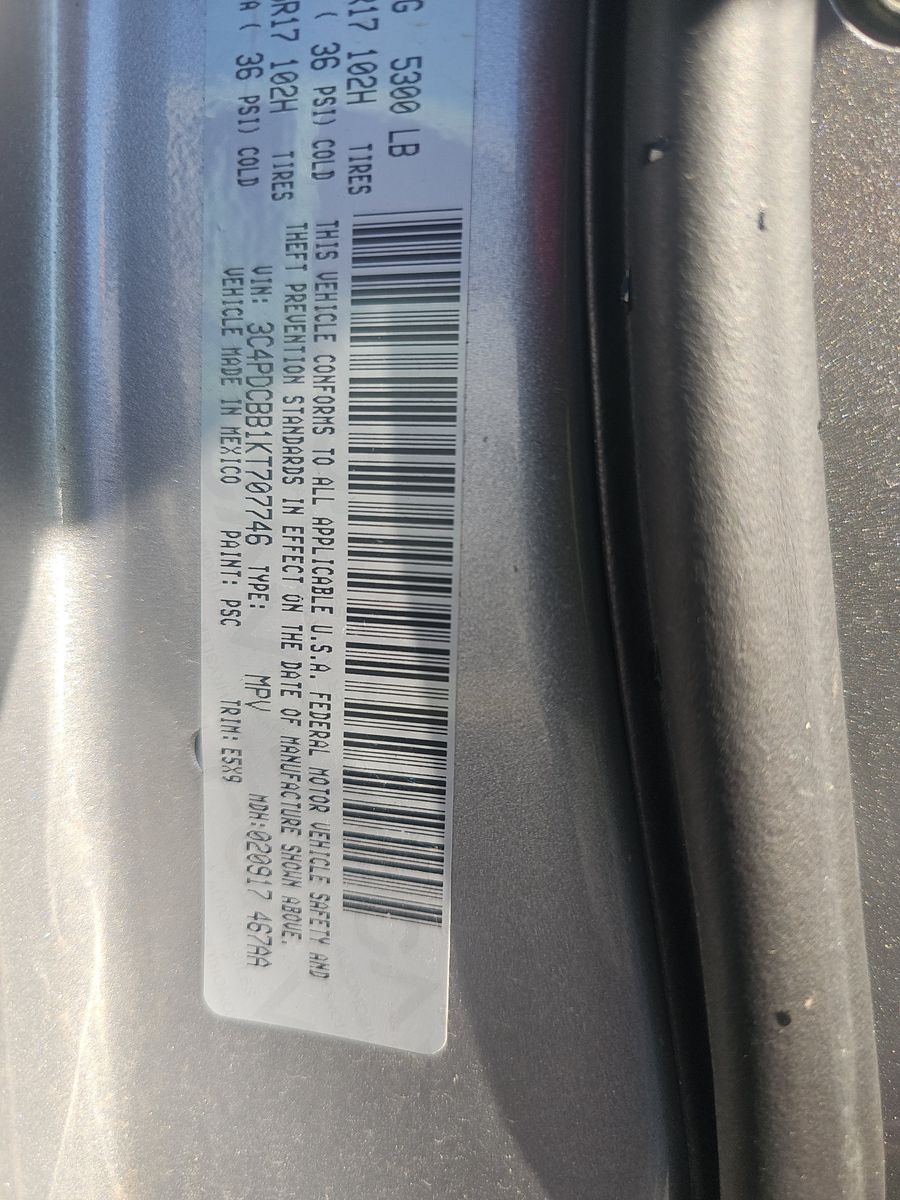 G 5300 LB
R17 102H TIRES
( 36 PSI) COLD
R17 102H TIRES
A( 36 PSI) COLD
THIS VEHICLE CONFORMS TO ALL APPLICABLE U.S.A. FEDERAL MOTOR VEHICLE SAFETY AND
THEFT PREVENTION STANDARDS IN EFFECT ON THE DATE OF MANUFACTURE SHOWN ABOVE.
VIN: 3C4PDCBB1KT707746 TYPE: MPV MDH:020917 467AA
VEHICLE MADE IN MEXICO PAINT: PSC TRIM: E5X9